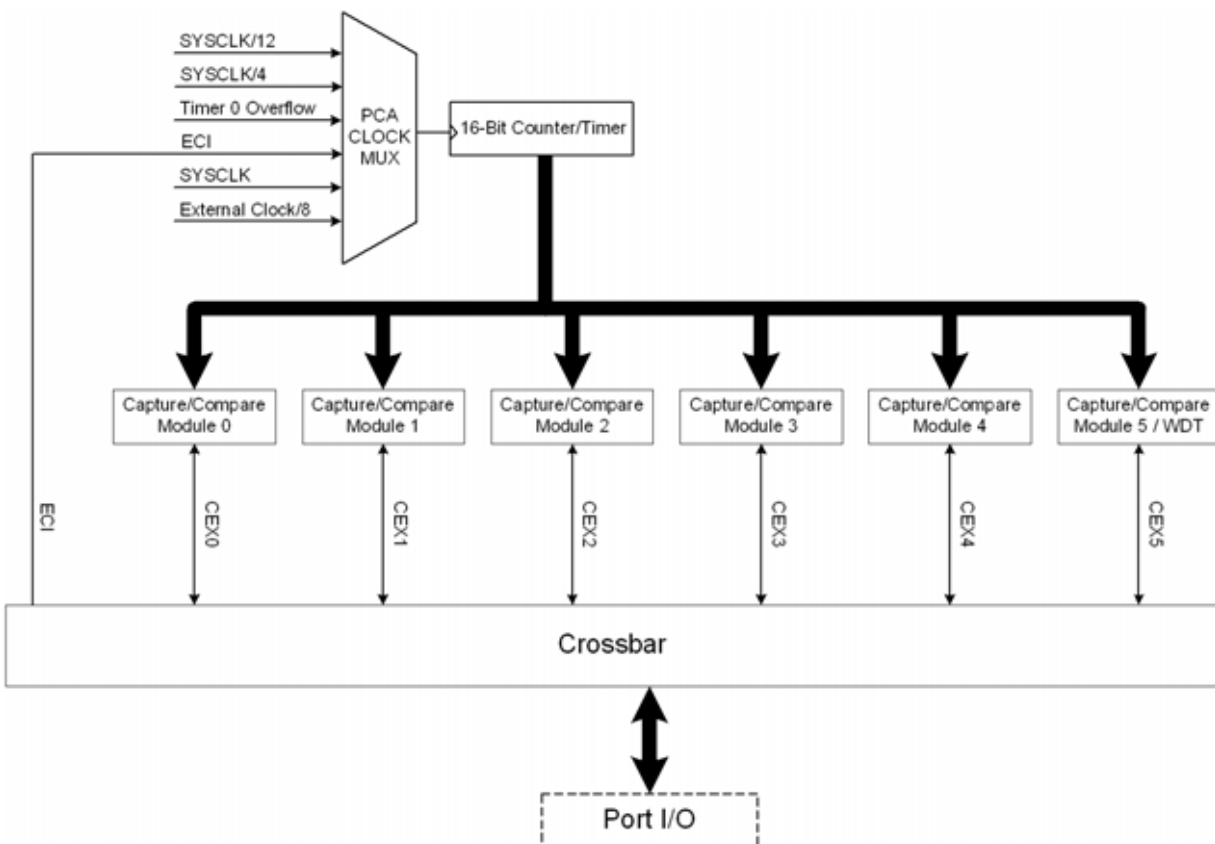 SYSCLK/12
SYSCLK/4
Timer 0 Overflow
ECI
SYSCLK
External Clock/8
PCA
CLOCK
MUX
16-Bit Counter/Timer
Capture/Compare
Module 0
Capture/Compare
Module 1
Capture/Compare
Module 2
Capture/Compare
Module 3
Capture/Compare
Module 4
Capture/Compare
Module 5 / WDT
ECI
CEX0
CEX1
CEX2
CEX3
CEX4
CEX5
Crossbar
Port I/O